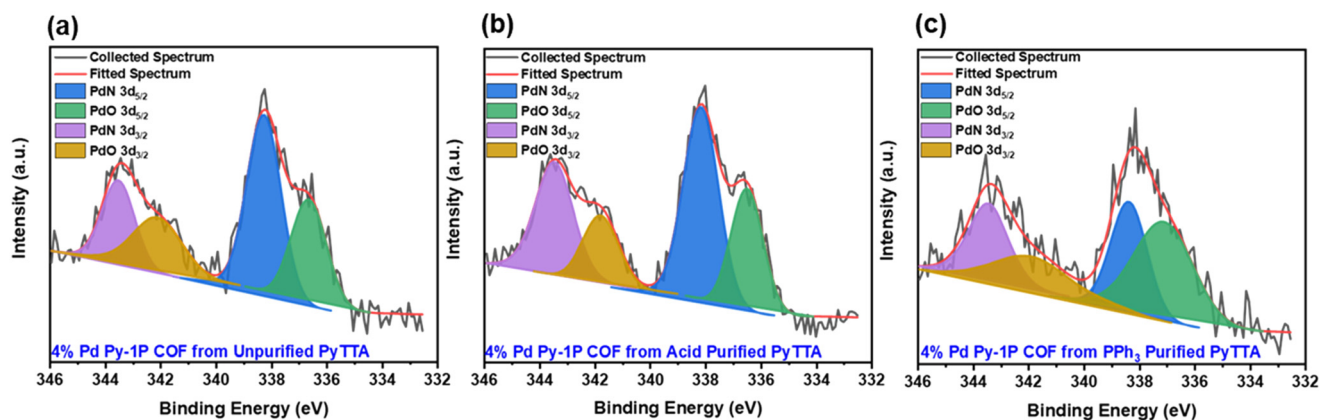 (a)
Collected Spectrum
Fitted Spectrum
PdN 3d5/2
PdO 3d5/2
PdN 3d3/2
PdO 3d3/2
Intensity (a.u.)
4% Pd Py-1P COF from Unpurified PyTTA
346 344 342 340 338 336 334 332
Binding Energy (eV)
(b)
Collected Spectrum
Fitted Spectrum
PdN 3d5/2
PdO 3d5/2
PdN 3d3/2
PdO 3d3/2
Intensity (a.u.)
4% Pd Py-1P COF from Acid Purified PyTTA
346 344 342 340 338 336 334 332
Binding Energy (eV)
(c)
Collected Spectrum
Fitted Spectrum
PdN 3d5/2
PdO 3d5/2
PdN 3d3/2
PdO 3d3/2
Intensity (a.u.)
4% Pd Py-1P COF from PPh3 Purified PyTTA
346 344 342 340 338 336 334 332
Binding Energy (eV)